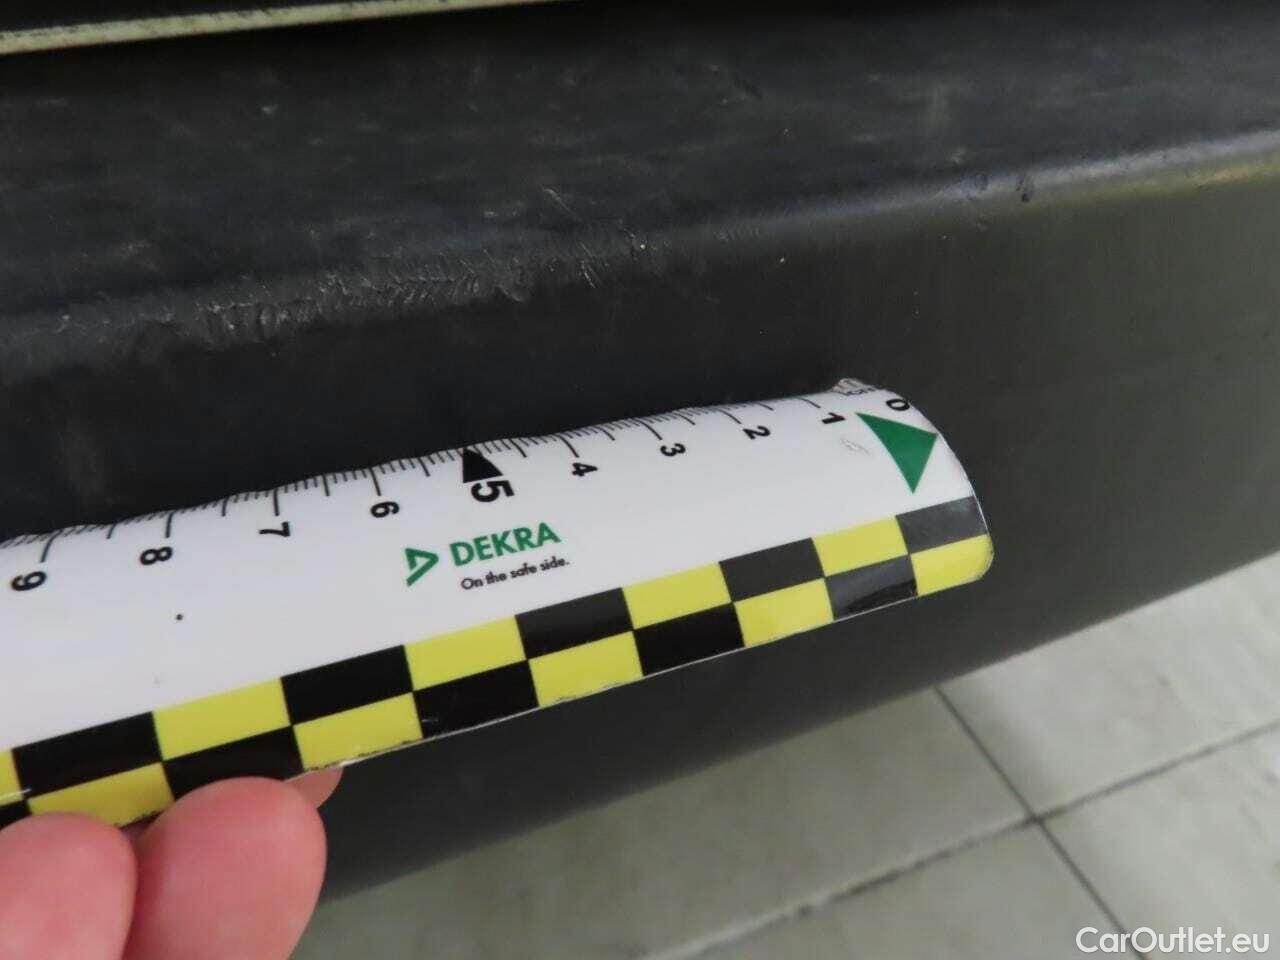 0 1 2 3 4 5 6 7 8 9
DEKRA
On the safe side.
CarOutlet.eu